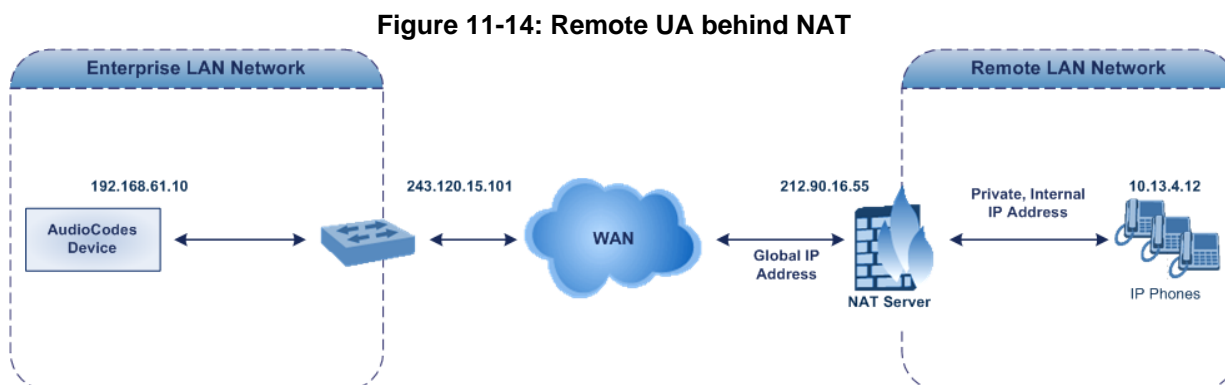 Figure 11-14: Remote UA behind NAT
Enterprise LAN Network
Remote LAN Network
192.168.61.10
243.120.15.101
212.90.16.55
Private, Internal
IP Address
10.13.4.12
AudioCodes
Device
WAN
Global IP
Address
NAT Server
IP Phones